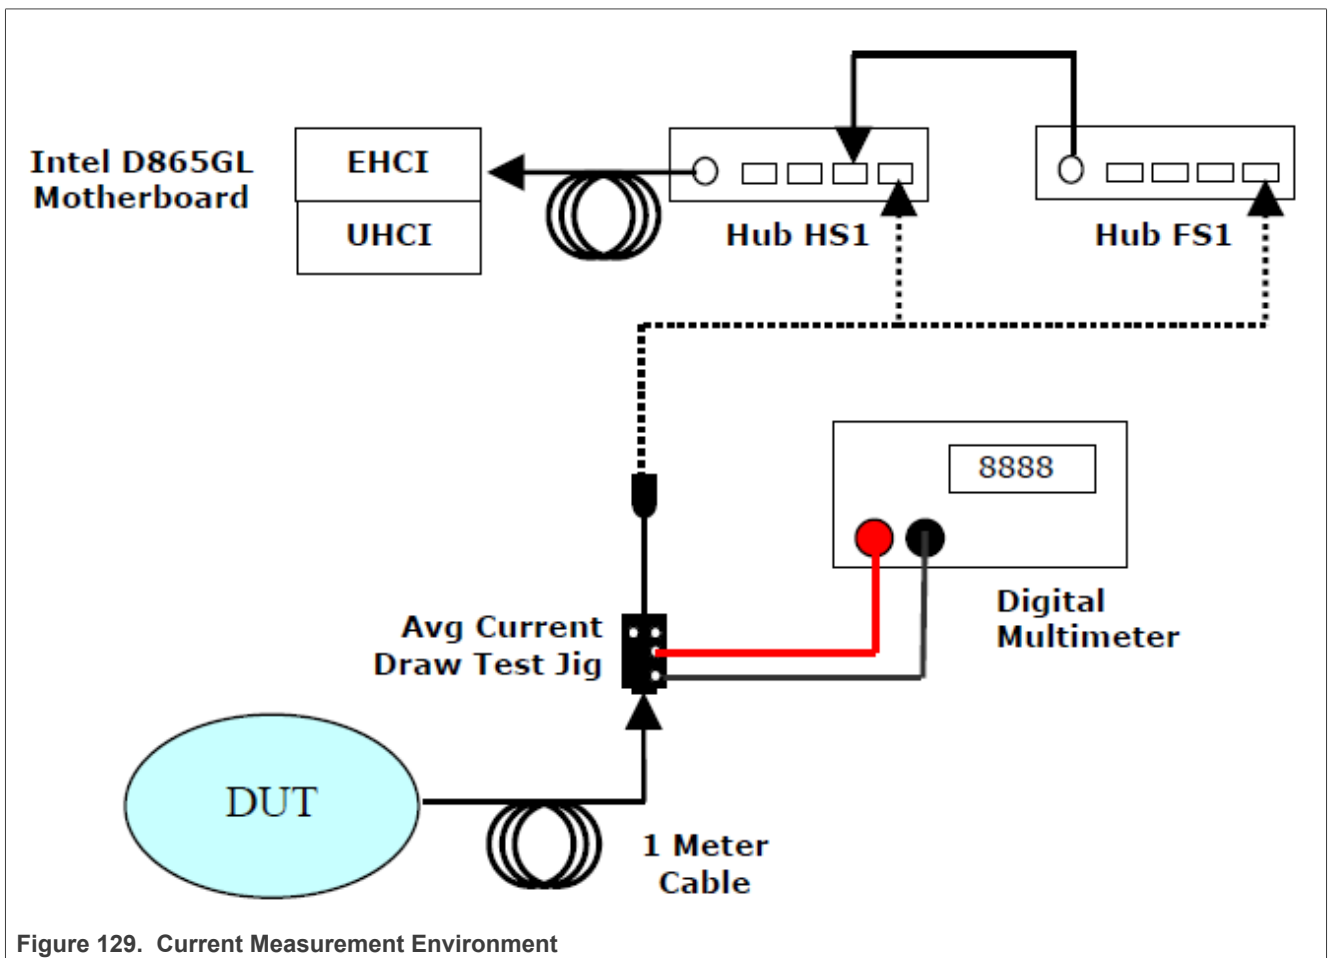 Intel D865GL
Motherboard
EHCI
UHCI
Hub HS1
Hub FS1
8888
Digital
Multimeter
Avg Current
Draw Test Jig
DUT
1 Meter
Cable
Figure 129. Current Measurement Environment